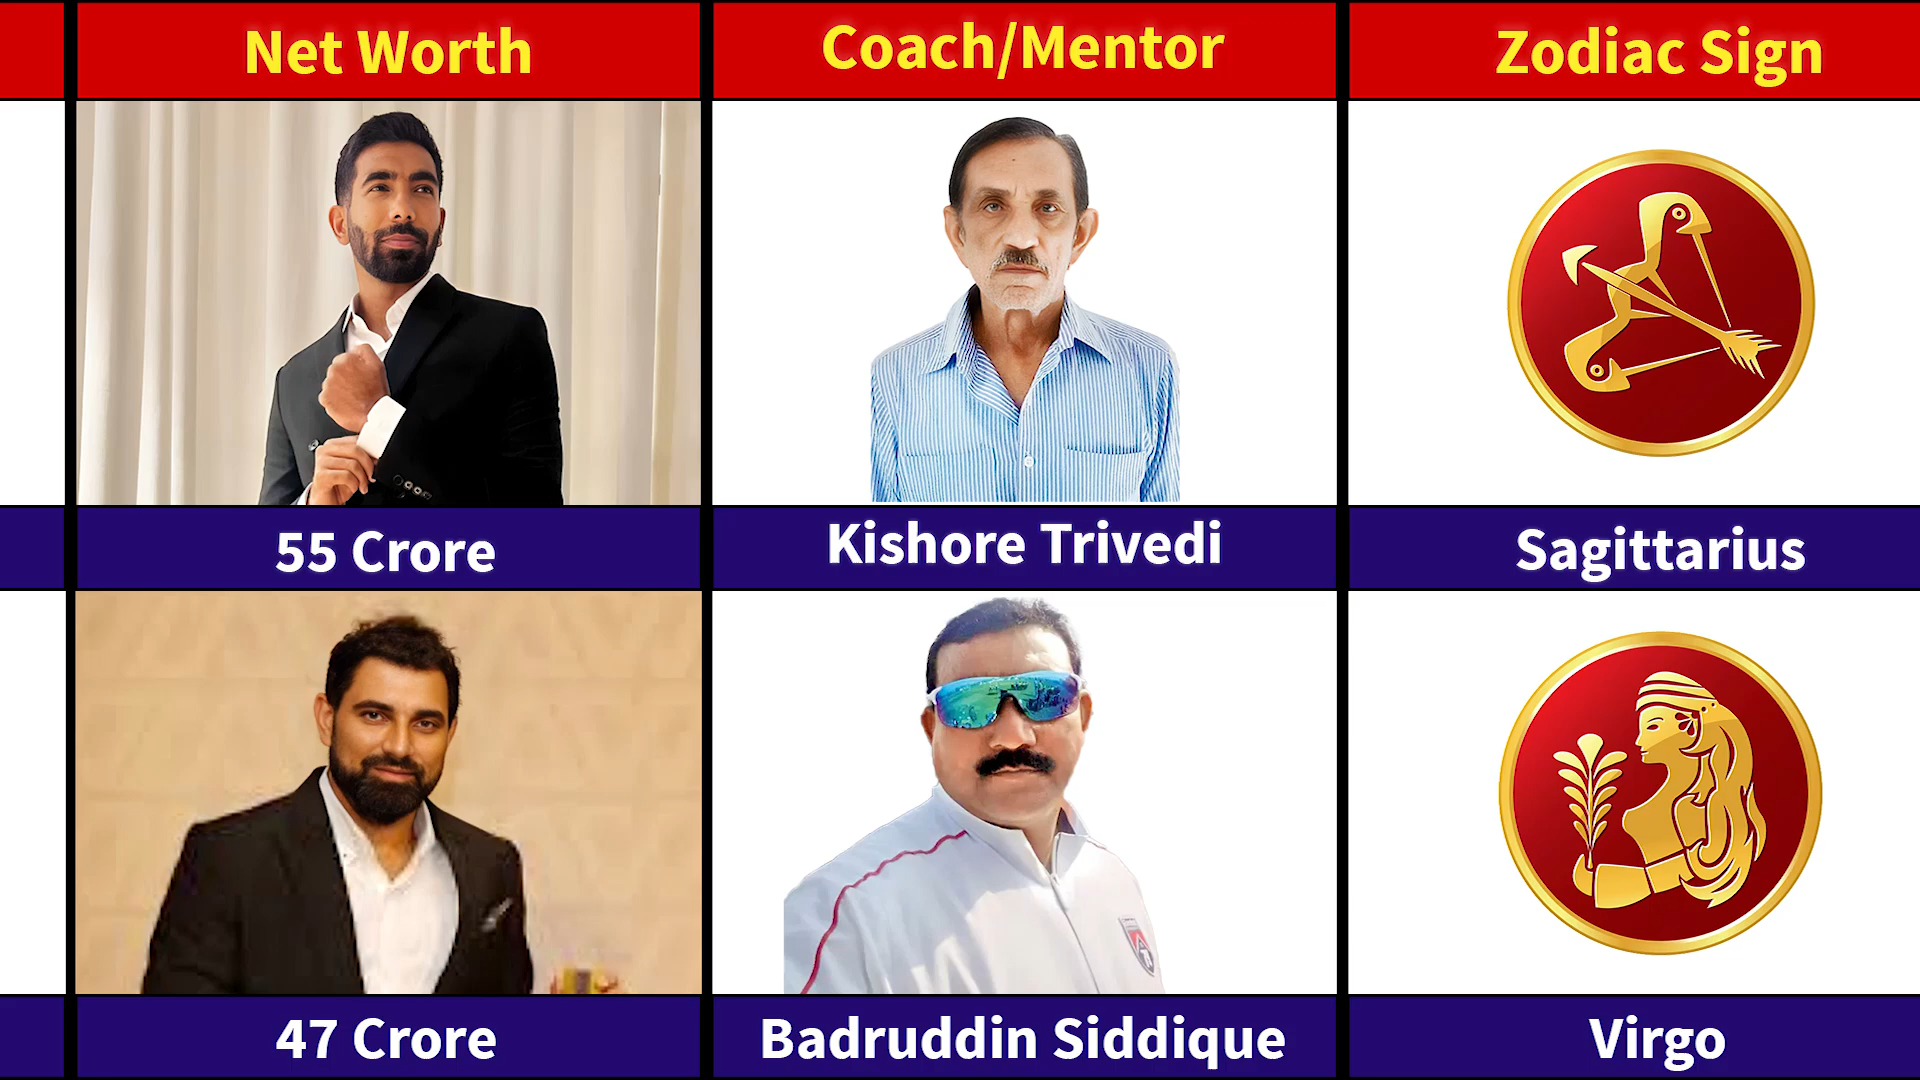 Net Worth
Coach/Mentor
Zodiac Sign
55 Crore
Kishore Trivedi
Sagittarius
47 Crore
Badruddin Siddique
Virgo